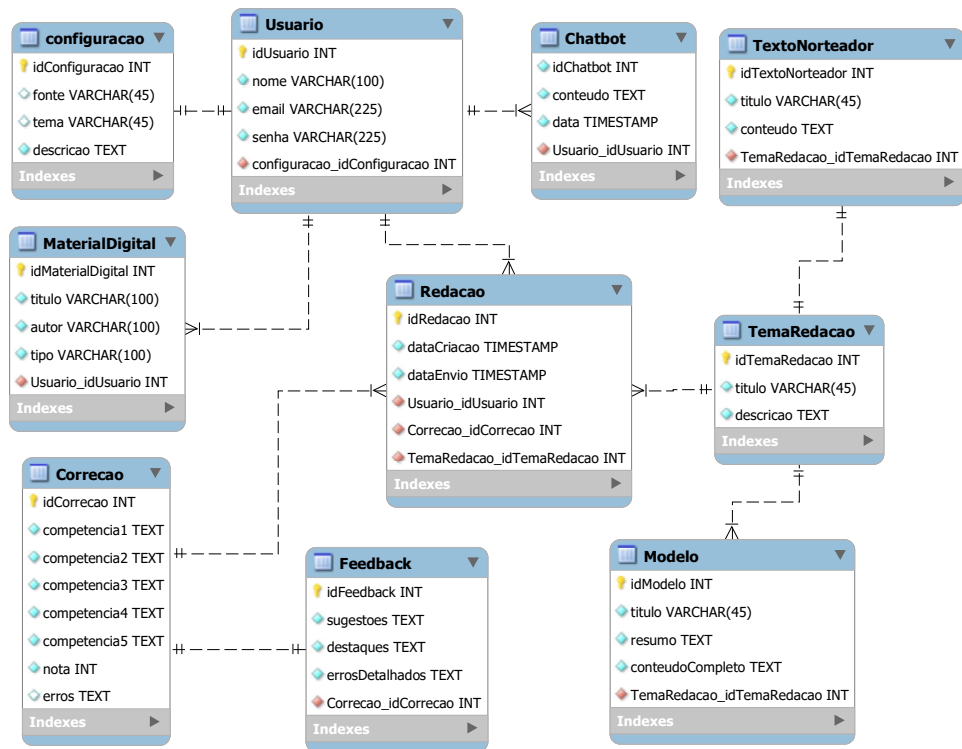 configuracao
idConfiguracao INT
fonte VARCHAR(45)
tema VARCHAR(45)
descricao TEXT
Indexes
Usuario
idUsuario INT
nome VARCHAR(100)
email VARCHAR(225)
senha VARCHAR(225)
configuracao_idConfiguracao INT
Indexes
Chatbot
idChatbot INT
conteudo TEXT
data TIMESTAMP
Usuario_idUsuario INT
Indexes
TextoNorteador
idTextoNorteador INT
titulo VARCHAR(45)
conteudo TEXT
TemaRedacao_idTemaRedacao INT
Indexes
MaterialDigital
idMaterialDigital INT
titulo VARCHAR(100)
autor VARCHAR(100)
tipo VARCHAR(100)
Usuario_idUsuario INT
Indexes
Redacao
idRedacao INT
dataCriacao TIMESTAMP
dataEnvio TIMESTAMP
Usuario_idUsuario INT
Correcao_idCorrecao INT
TemaRedacao_idTemaRedacao INT
Indexes
TemaRedacao
idTemaRedacao INT
titulo VARCHAR(45)
descricao TEXT
Indexes
Correcao
idCorrecao INT
competencia1 TEXT
competencia2 TEXT
competencia3 TEXT
competencia4 TEXT
competencia5 TEXT
nota INT
erros TEXT
Indexes
Feedback
idFeedback INT
sugestoes TEXT
destaques TEXT
errosDetalhados TEXT
Correcao_idCorrecao INT
Indexes
Modelo
idModelo INT
titulo VARCHAR(45)
resumo TEXT
conteudoCompleto TEXT
TemaRedacao_idTemaRedacao INT
Indexes